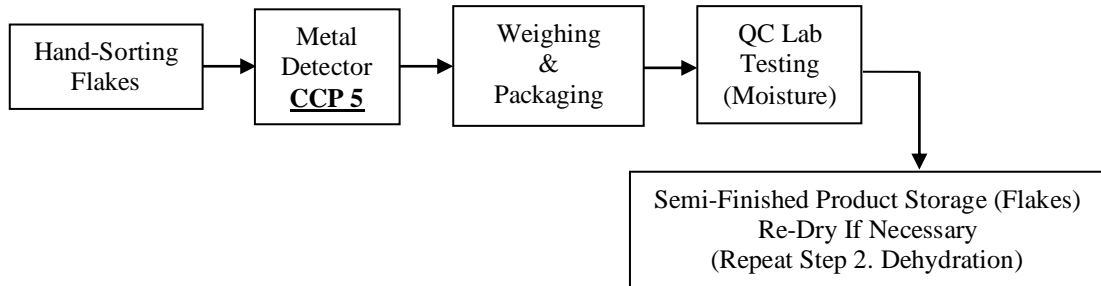 Hand-Sorting
Flakes
Metal
Detector
CCP 5
Weighing
&
Packaging
QC Lab
Testing
(Moisture)
Semi-Finished Product Storage (Flakes)
Re-Dry If Necessary
(Repeat Step 2. Dehydration)